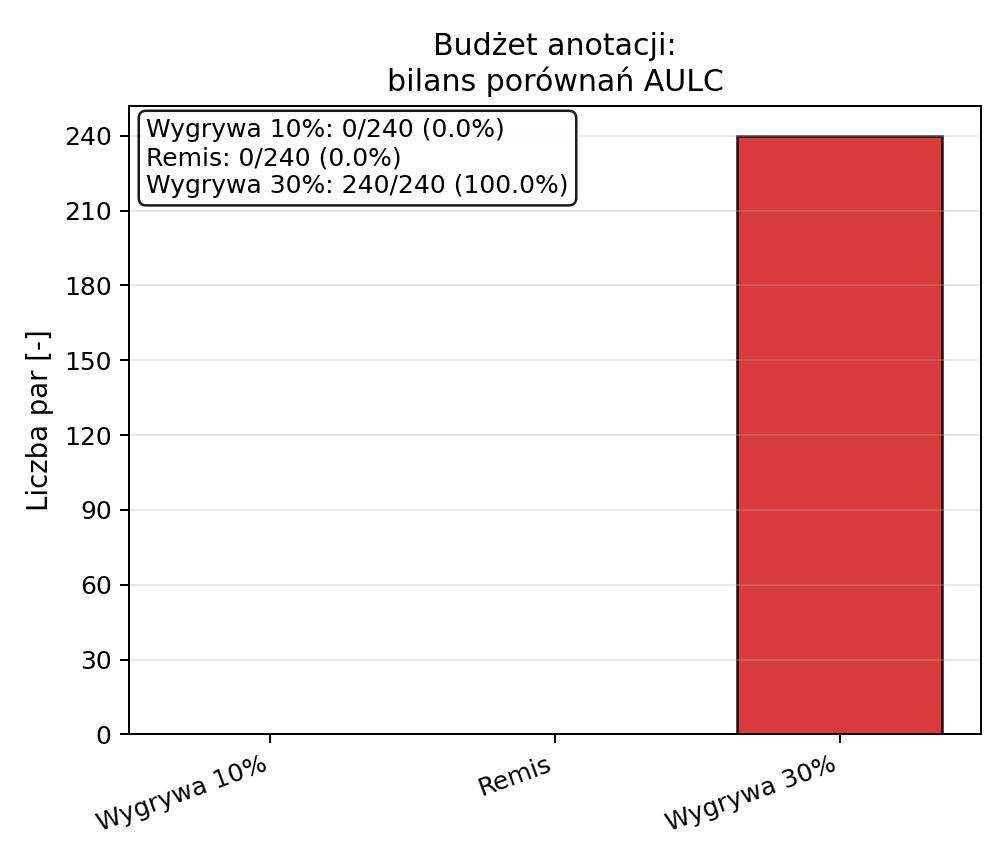 Budżet anotacji:
bilans porównań AULC
Wygrywa 10%: 0/240 (0.0%)
Remis: 0/240 (0.0%)
Wygrywa 30%: 240/240 (100.0%)
Liczba par [-]
240
210
180
150
120
90
60
30
0
Wygrywa 10%
Remis
Wygrywa 30%